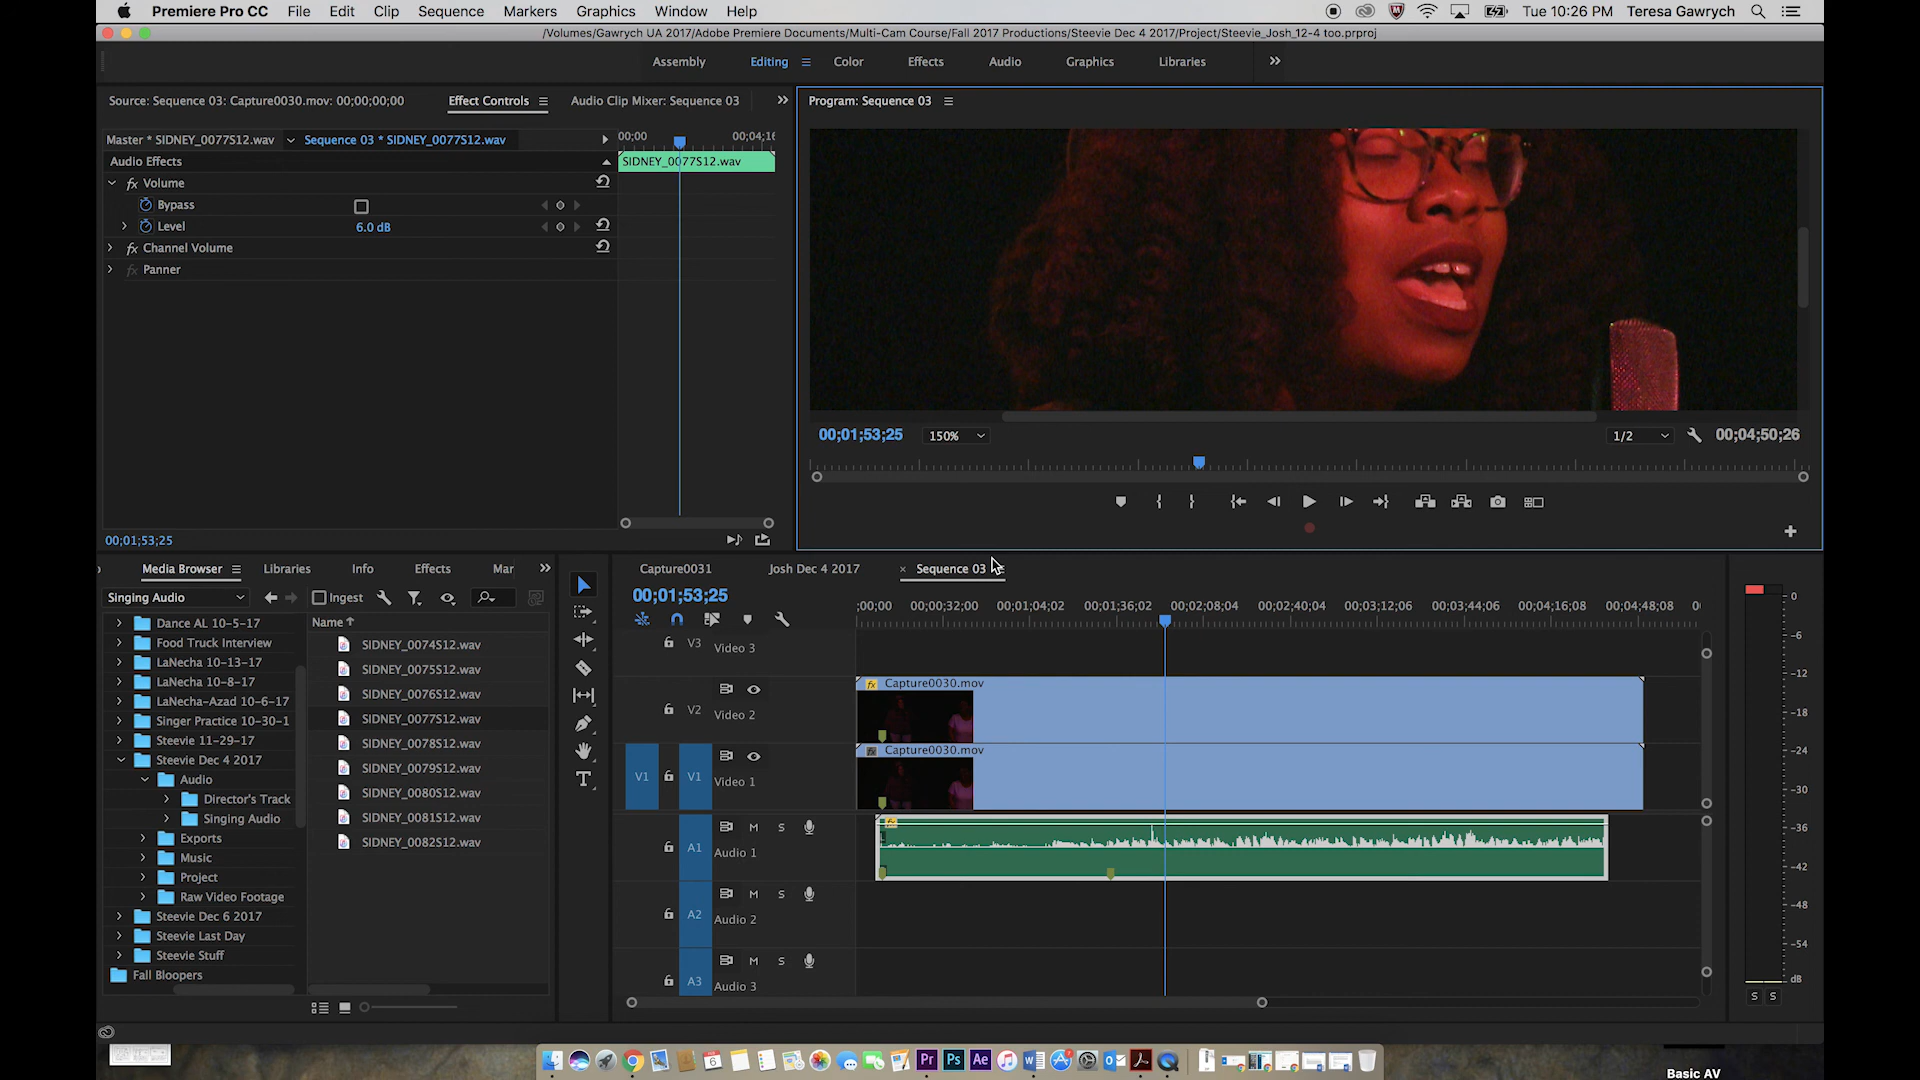 Premiere Pro CC File Edit Clip Sequence Markers Graphics Window Help Tue 10:26 PM Teresa Gawrych
/Volumes/Gawrych UA 2017/Adobe Premiere Documents/Multi-Cam Course/Fall 2017 Productions/Steevie Dec 4 2017/Project/Steevie_Josh_12-4 too.prproj
Assembly Editing Color Effects Audio Graphics Libraries
Source: Sequence 03: Capture0030.mov: 00;00;00;00 Effect Controls Audio Clip Mixer: Sequence 03
Program: Sequence 03
Master * SIDNEY_0077S12.wav Sequence 03 * SIDNEY_0077S12.wav
00;00 00;04;16
Audio Effects
SIDNEY_0077S12.wav
fx Volume
Bypass
Level 6.0 dB
fx Channel Volume
fx Panner
00;01;53;25
00;01;53;25 150% 1/2 00;04;50;26
Media Browser Libraries Info Effects Mar
Singing Audio Ingest
Name
Dance AL 10-5-17
Food Truck Interview
LaNecha 10-13-17
LaNecha 10-8-17
LaNecha-Azad 10-6-17
Singer Practice 10-30-1
Steevie 11-29-17
Steevie Dec 4 2017
Audio
Director's Track
Singing Audio
Exports
Music
Project
Raw Video Footage
Steevie Dec 6 2017
Steevie Last Day
Steevie Stuff
Fall Bloopers
SIDNEY_0074S12.wav
SIDNEY_0075S12.wav
SIDNEY_0076S12.wav
SIDNEY_0077S12.wav
SIDNEY_0078S12.wav
SIDNEY_0079S12.wav
SIDNEY_0080S12.wav
SIDNEY_0081S12.wav
SIDNEY_0082S12.wav
Capture0031 Josh Dec 4 2017 × Sequence 03
00;01;53;25
;00;00 00;00;32;00 00;01;04;02 00;01;36;02 00;02;08;04 00;02;40;04 00;03;12;06 00;03;44;06 00;04;16;08 00;04;48;08 0
V3 Video 3
V2 Video 2
fx Capture0030.mov
V1 V1 Video 1
fx Capture0030.mov
A1 M S Audio 1
fx
A2 M S Audio 2
A3 M S Audio 3
0
-6
-12
-18
-24
-30
-36
-42
-48
-54
dB
S S
T
6
Pr Ps Ae
Basic AV